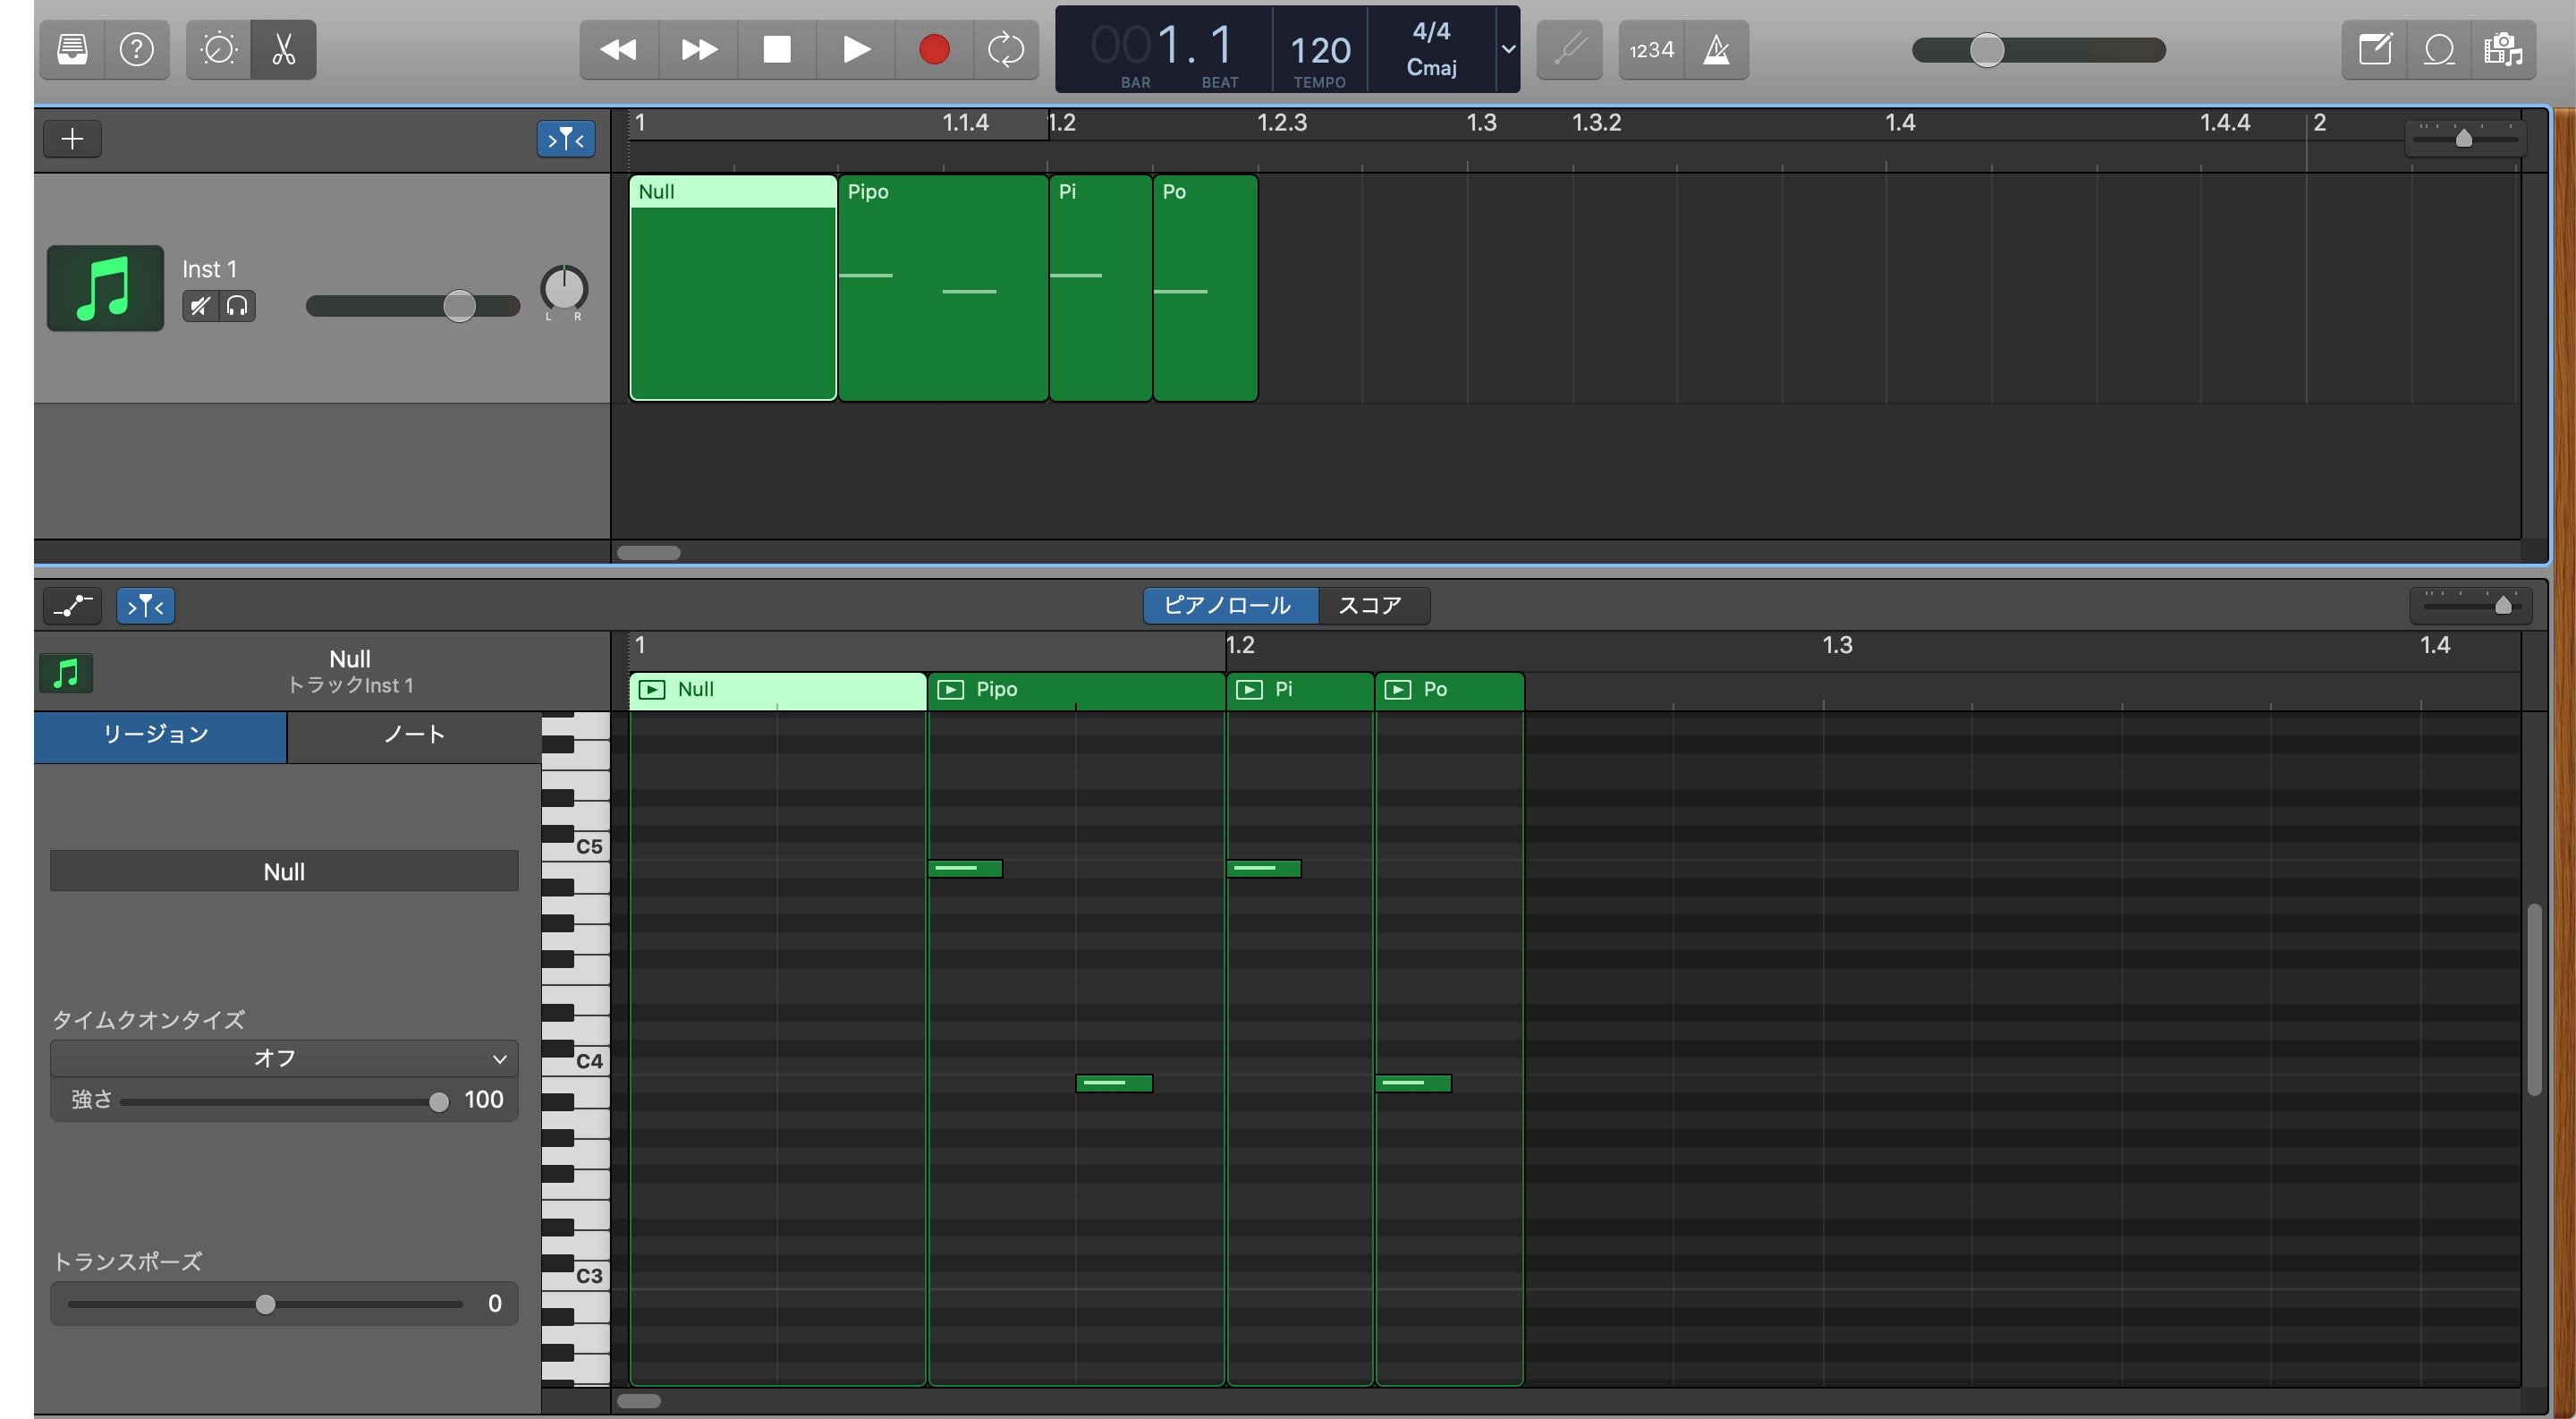 001. 1
BAR BEAT
120
TEMPO
4/4
Cmaj
1234
1 1.1.4 1.2 1.2.3 1.3 1.3.2 1.4 1.4.4 2
Null Pipo Pi Po
Inst 1
L R
ピアノロール スコア
Null
トラックInst 1
1 1.2 1.3 1.4
Null Pipo Pi Po
リージョン ノート
C5
Null
タイムクオンタイズ
オフ
C4
強さ 100
トランスポーズ
C3
0